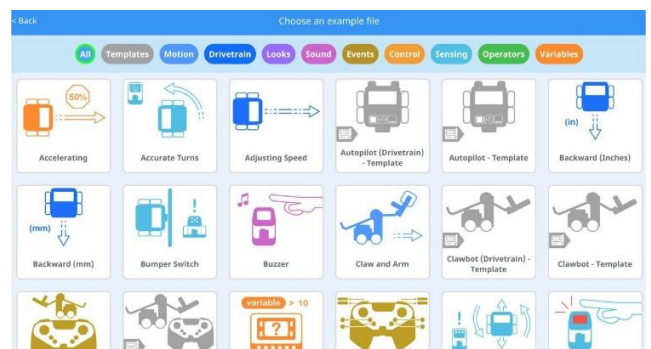 < Back
Choose an example file
All
Templates
Motion
Drivetrain
Looks
Sound
Events
Control
Sensing
Operators
Variables
50%
Accelerating
Accurate Turns
Adjusting Speed
Autopilot (Drivetrain)
- Template
Autopilot - Template
(in)
Backward (Inches)
(mm)
Backward (mm)
!
Bumper Switch
Buzzer
Claw and Arm
Clawbot (Drivetrain) -
Template
Clawbot - Template
variable > 10
?
!